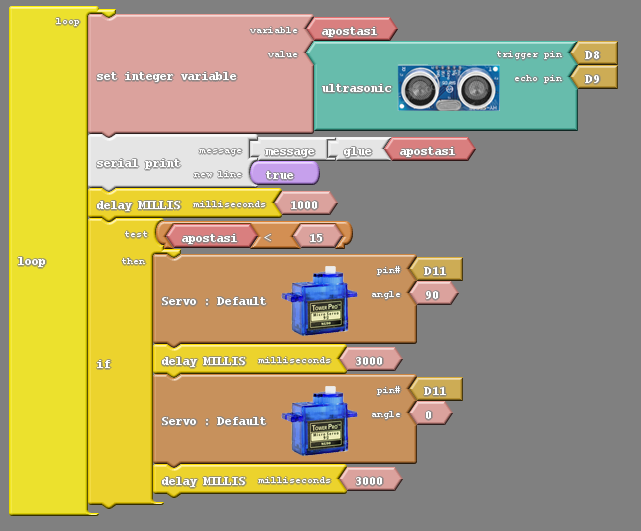 loop
variable apostasi
value
set integer variable
trigger pin D8
ultrasonic
echo pin D9
serial print
message message glue apostasi
new line true
delay MILLIS milliseconds 1000
test apostasi < 15
then
loop
if
Servo : Default
pin# D11
angle 90
delay MILLIS milliseconds 3000
Servo : Default
pin# D11
angle 0
delay MILLIS milliseconds 3000